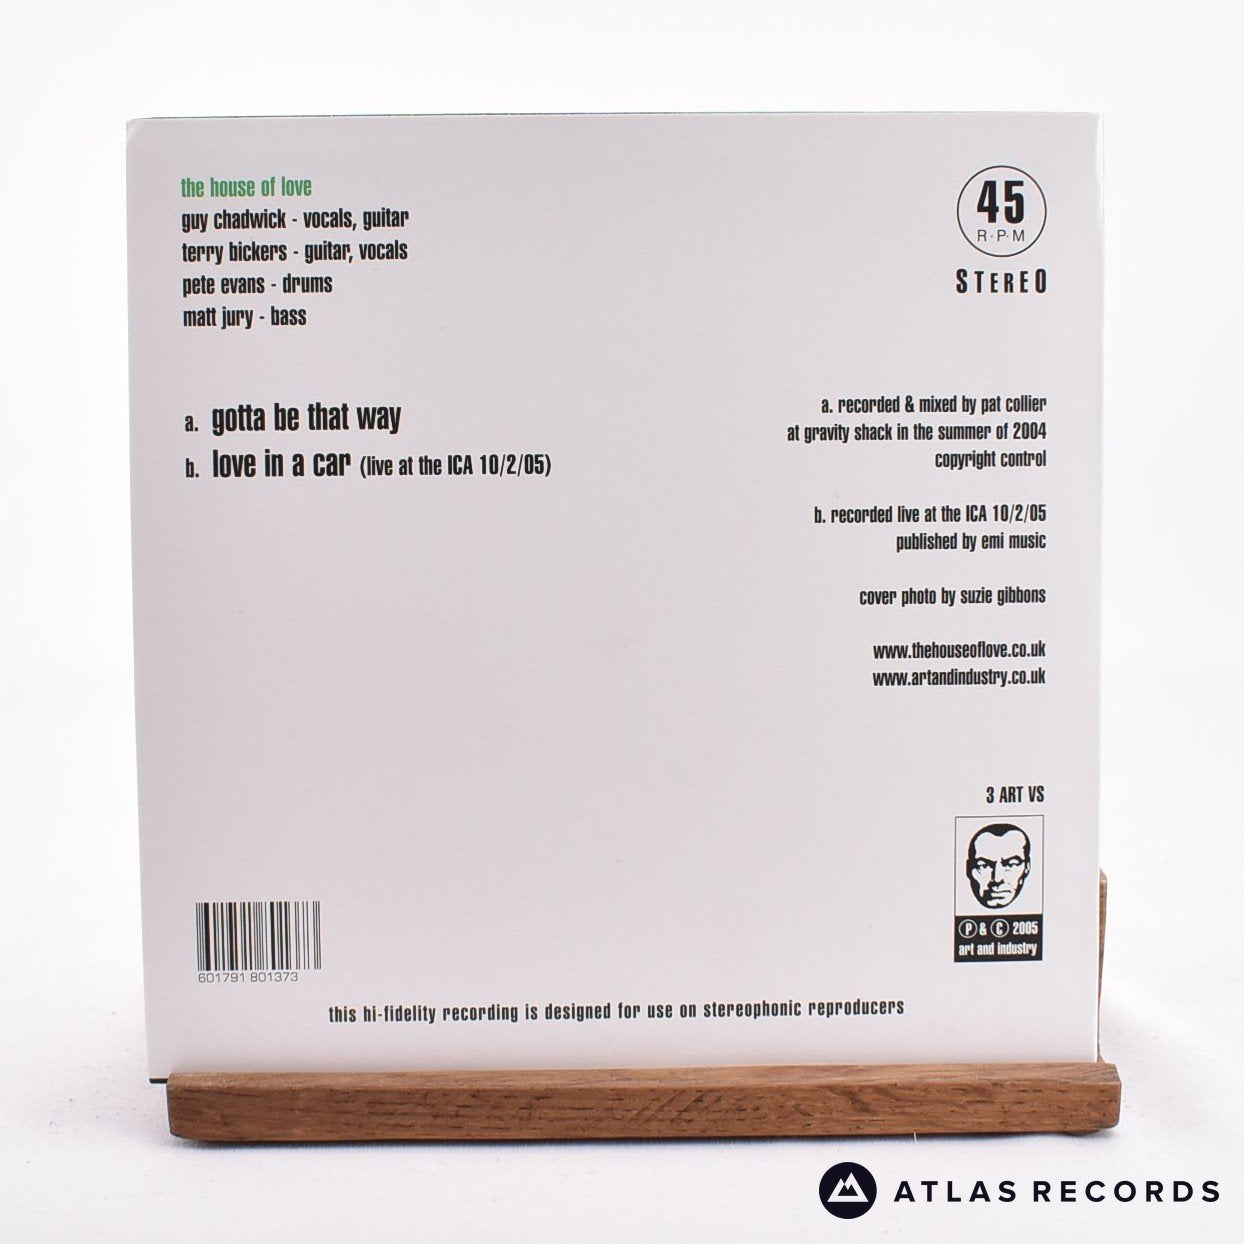 the house of love
guy chadwick - vocals, guitar
terry bickers - guitar, vocals
pete evans - drums
matt jury - bass
45
R·P·M
STEREO
a. gotta be that way
b. love in a car (live at the ICA 10/2/05)
a. recorded & mixed by pat collier
at gravity shack in the summer of 2004
copyright control
b. recorded live at the ICA 10/2/05
published by emi music
cover photo by suzie gibbons
www.thehouseoflove.co.uk
www.artandindustry.co.uk
3 ART VS
Ⓟ & Ⓒ 2005
art and industry
601791 801373
this hi-fidelity recording is designed for use on stereophonic reproducers
ATLAS RECORDS